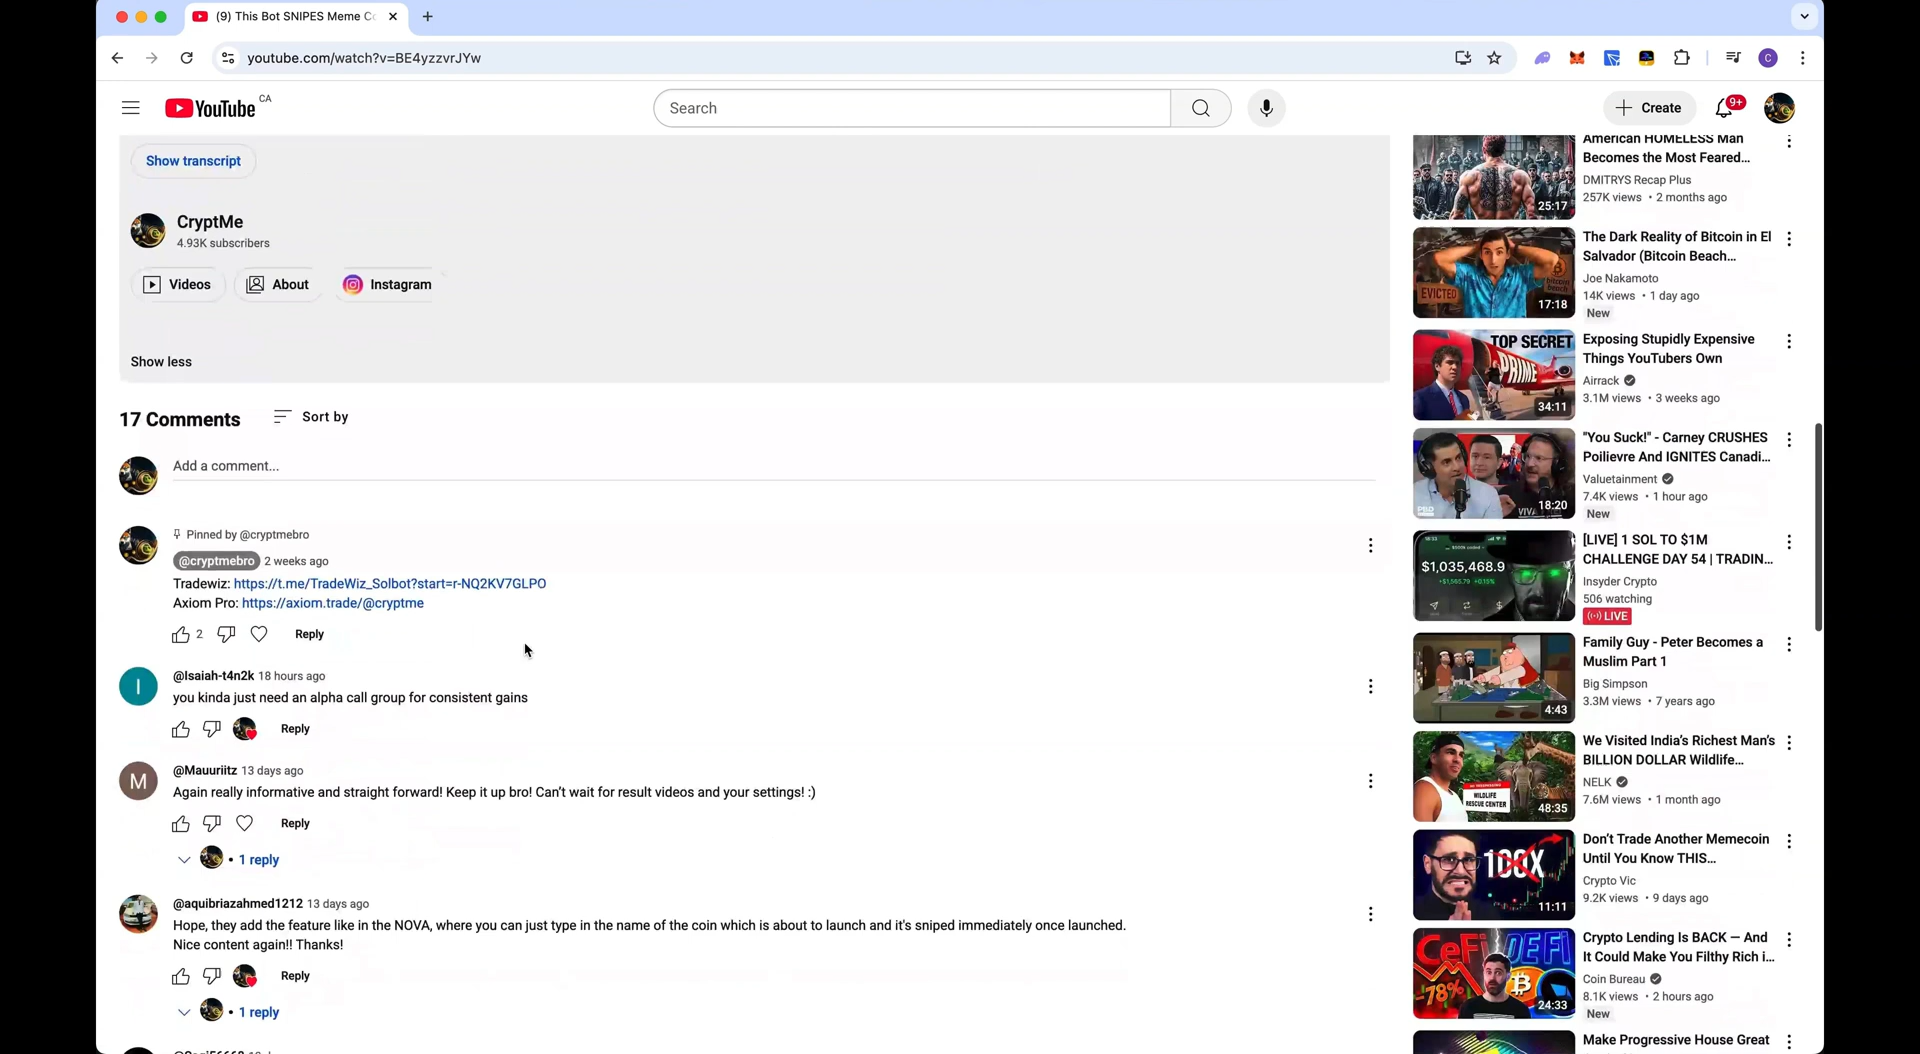 (9) This Bot SNIPES Meme Co
youtube.com/watch?v=BE4yzzvrJYw
C
YouTube CA
Search
Create
9+
Show transcript
CryptMe
4.93K subscribers
Videos
About
Instagram
Show less
17 Comments
Sort by
Add a comment...
Pinned by @cryptmebro
@cryptmebro 2 weeks ago
Tradewiz: https://t.me/TradeWiz_Solbot?start=r-NQ2KV7GLPO
Axiom Pro: https://axiom.trade/@cryptme
2
Reply
I
@Isaiah-t4n2k 18 hours ago
you kinda just need an alpha call group for consistent gains
Reply
M
@Mauuriitz 13 days ago
Again really informative and straight forward! Keep it up bro! Can't wait for result videos and your settings! :)
Reply
• 1 reply
@aquibriazahmed1212 13 days ago
Hope, they add the feature like in the NOVA, where you can just type in the name of the coin which is about to launch and it's sniped immediately once launched.
Nice content again!! Thanks!
Reply
• 1 reply
25:17
American HOMELESS Man
Becomes the Most Feared...
DMITRYS Recap Plus
257K views • 2 months ago
EVICTED
bitcoin
beach
17:18
The Dark Reality of Bitcoin in El
Salvador (Bitcoin Beach...
Joe Nakamoto
14K views • 1 day ago
New
TOP SECRET
PRIME
34:11
Exposing Stupidly Expensive
Things YouTubers Own
Airrack
3.1M views • 3 weeks ago
PBD
VIVA
18:20
"You Suck!" - Carney CRUSHES
Poilievre And IGNITES Canadi...
Valuetainment
7.4K views • 1 hour ago
New
$1,035,468.9
[LIVE] 1 SOL TO $1M
CHALLENGE DAY 54 | TRADIN...
Insyder Crypto
506 watching
LIVE
4:43
Family Guy - Peter Becomes a
Muslim Part 1
Big Simpson
3.3M views • 7 years ago
WILDLIFE
RESCUE CENTER
48:35
We Visited India's Richest Man's
BILLION DOLLAR Wildlife...
NELK
7.6M views • 1 month ago
100X
11:11
Don't Trade Another Memecoin
Until You Know THIS...
Crypto Vic
9.2K views • 9 days ago
CeFi
DEFI
-78%
24:33
Crypto Lending Is BACK — And
It Could Make You Filthy Rich i...
Coin Bureau
8.1K views • 2 hours ago
New
Make Progressive House Great